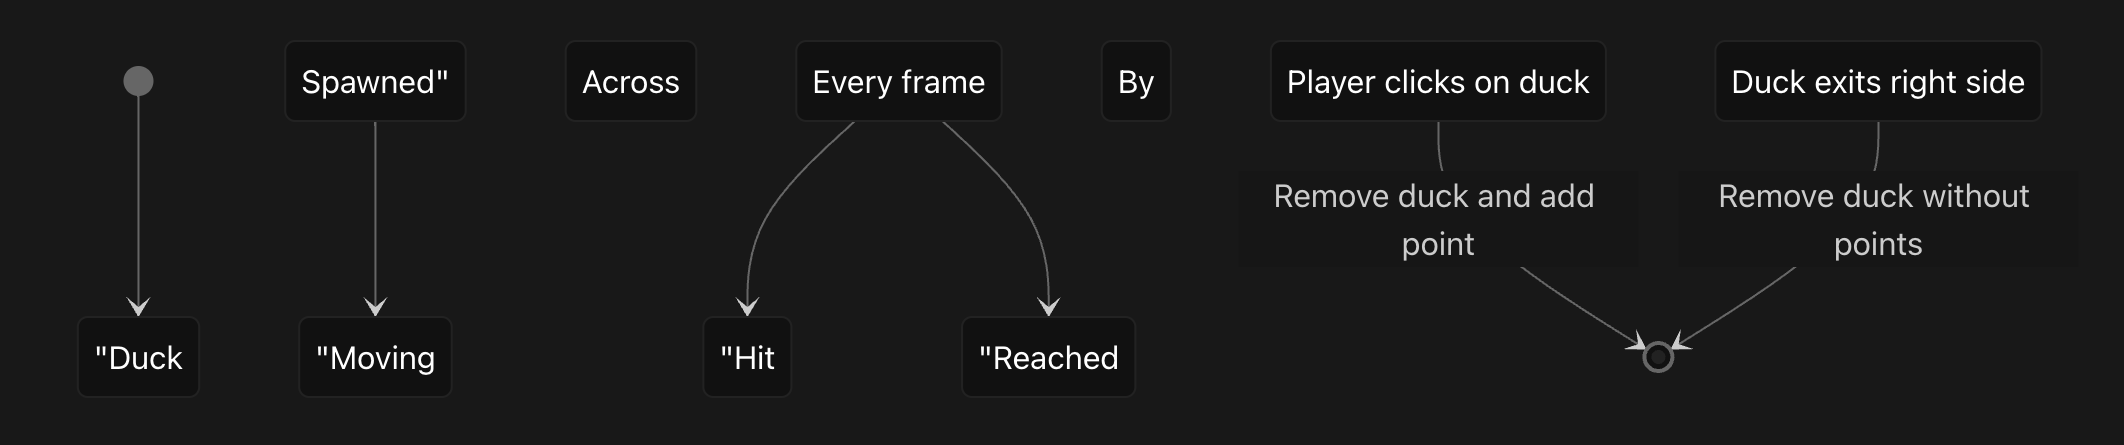 Spawned"
Across
Every frame
By
Player clicks on duck
Duck exits right side
Remove duck and add
point
Remove duck without
points
"Duck
"Moving
"Hit
"Reached